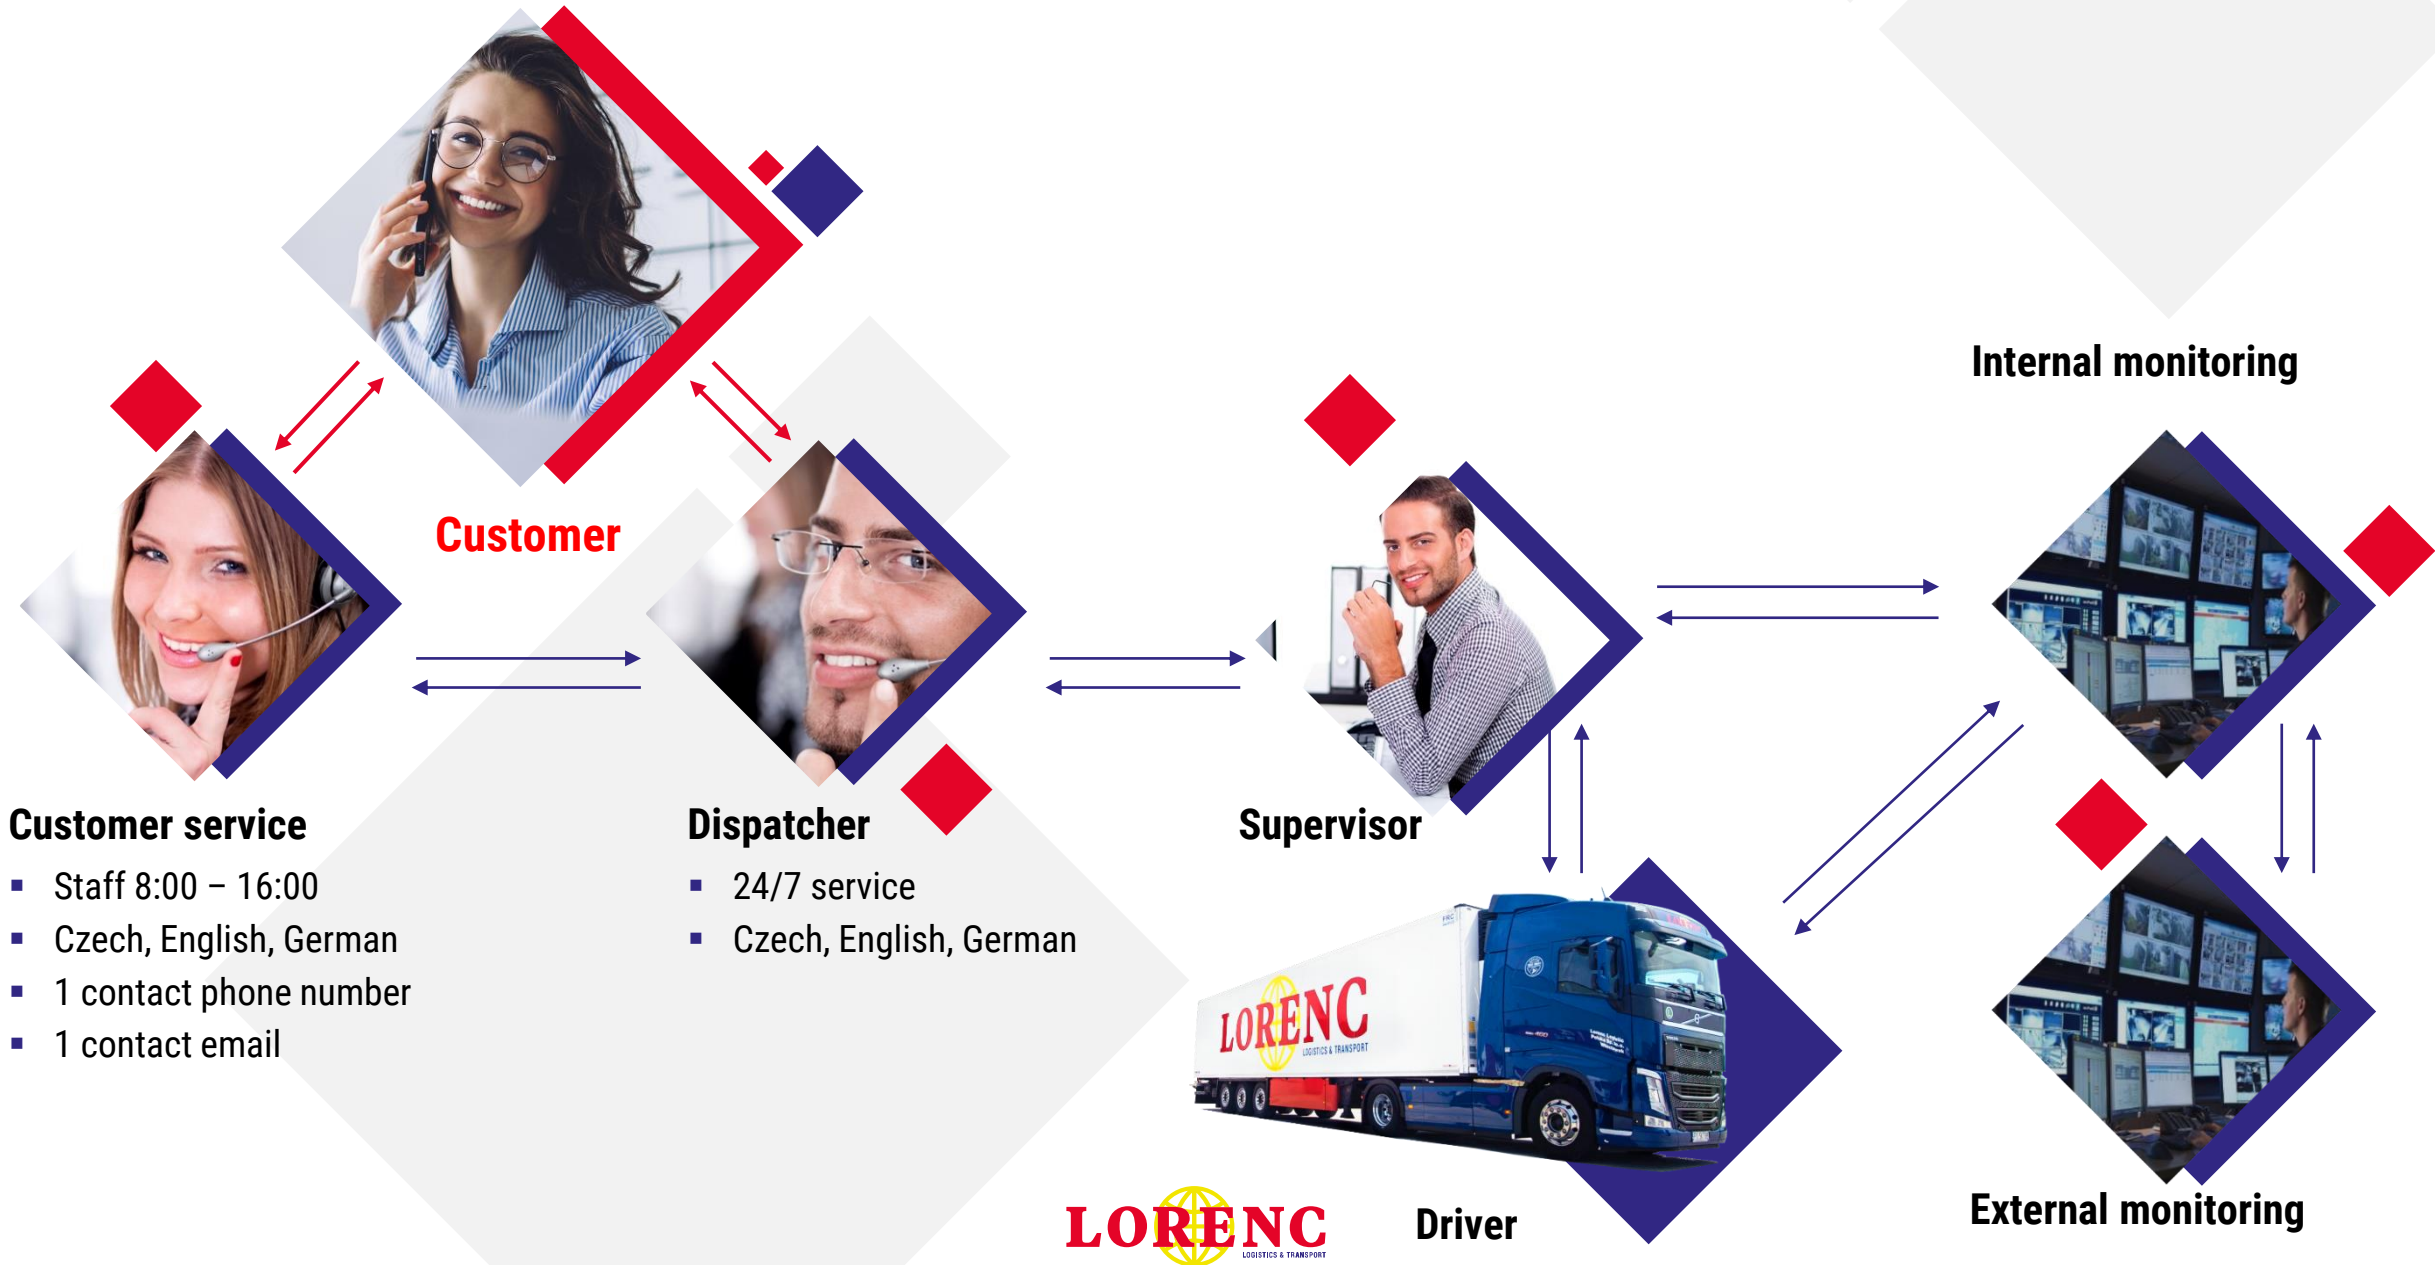 Internal monitoring
Customer
Customer service
▪ Staff 8:00 – 16:00
▪ Czech, English, German
▪ 1 contact phone number
▪ 1 contact email
Dispatcher
▪ 24/7 service
▪ Czech, English, German
Supervisor
LORENC
LOGISTICS & TRANSPORT
LORENC
LOGISTICS & TRANSPORT
Driver
External monitoring